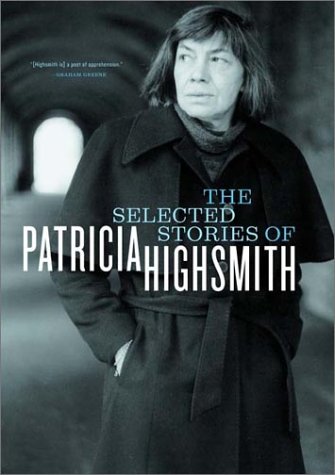 "[Highsmith is] a poet of apprehension."
—GRAHAM GREENE
THE
SELECTED
STORIES OF
PATRICIA
HIGHSMITH